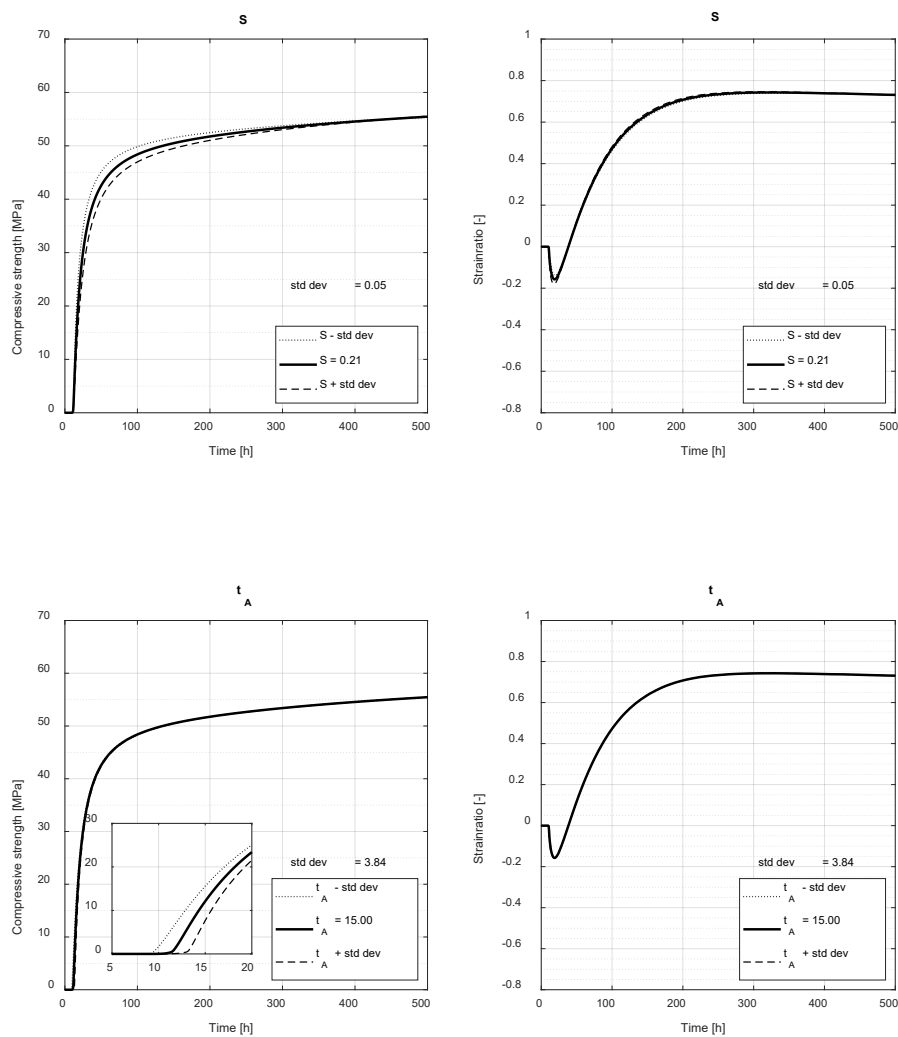 S
70
60
50
40
30
20
10
0
Compressive strength [MPa]
std dev = 0.05
S - std dev
S = 0.21
S + std dev
0 100 200 300 400 500
Time [h]
S
1
0.8
0.6
0.4
0.2
0
-0.2
-0.4
-0.6
-0.8
Strainratio [-]
std dev = 0.05
S - std dev
S = 0.21
S + std dev
0 100 200 300 400 500
Time [h]
t A
70
60
50
40
30
20
10
0
Compressive strength [MPa]
30
20
10
0
5 10 15 20
std dev = 3.84
t A - std dev
t A = 15.00
t A + std dev
0 100 200 300 400 500
Time [h]
t A
1
0.8
0.6
0.4
0.2
0
-0.2
-0.4
-0.6
-0.8
Strainratio [-]
std dev = 3.84
t A - std dev
t A = 15.00
t A + std dev
0 100 200 300 400 500
Time [h]